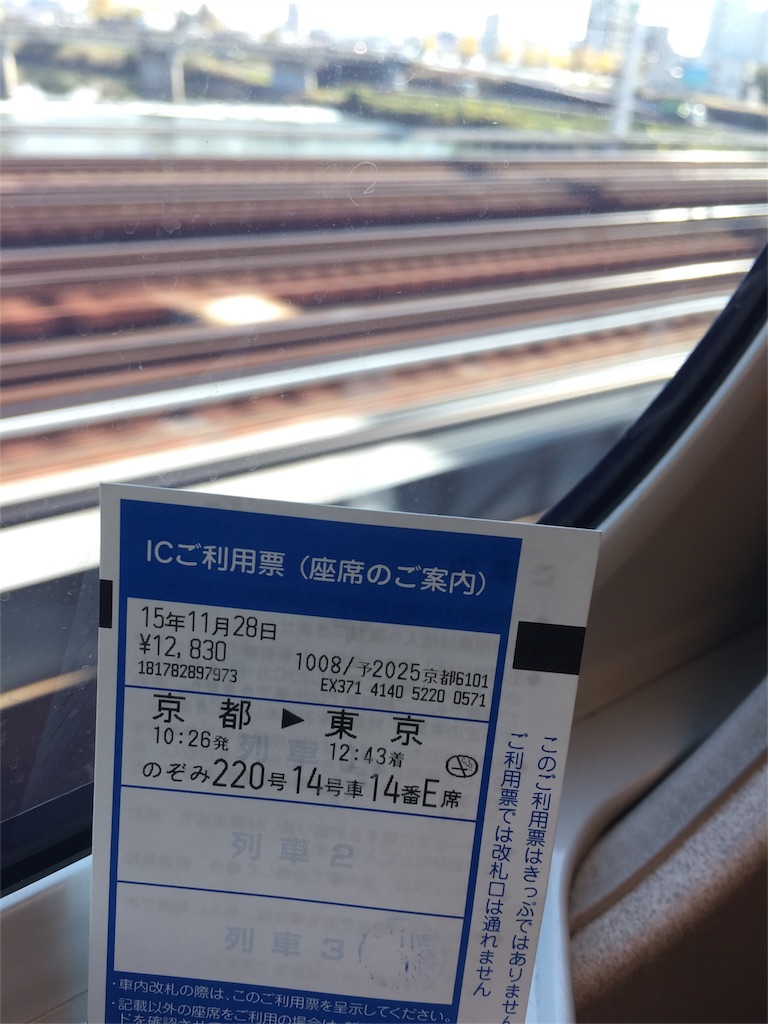 ICご利用票（座席のご案内）
15年11月28日
¥12,830
1008/予2025京都6101
181782897973
EX371 4140 5220 0571
京都▶東京
10:26発
12:43着
のぞみ220号14号車14番E席
列車2
列車3
・車内改札の際は、このご利用票を呈示してください。
・記載以外の座席をご利用の場合は、
このご利用票はきっぷではありません
ご利用票では改札口は通れません